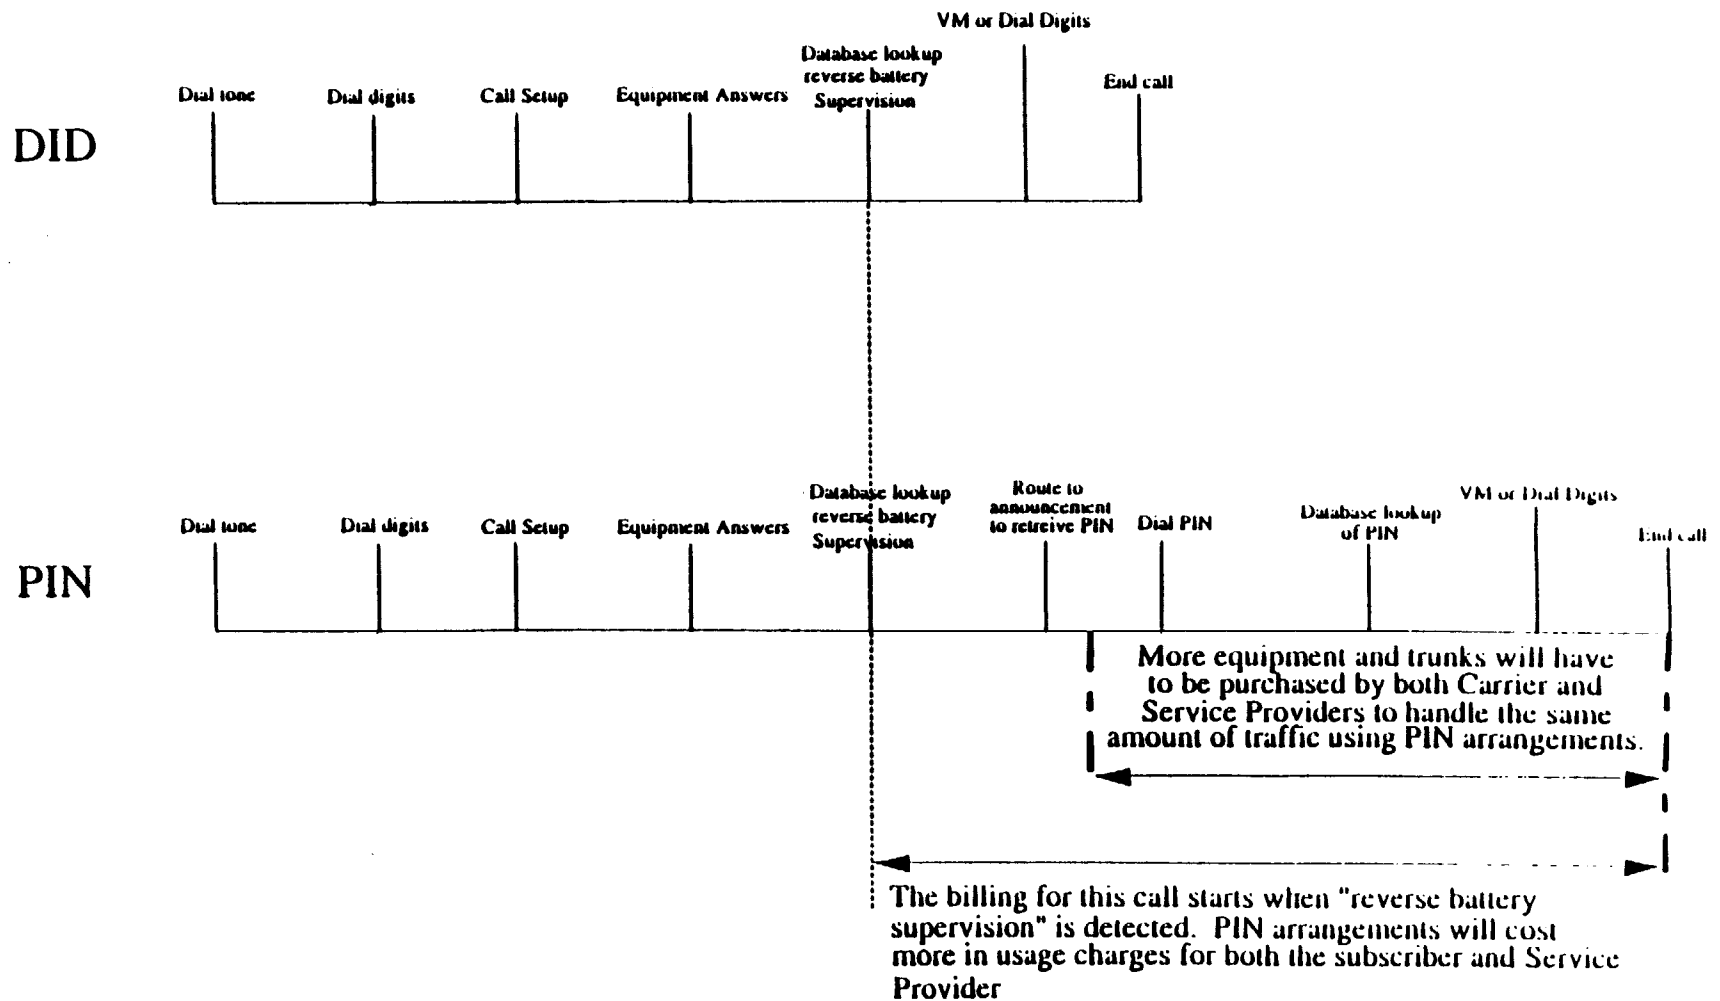 VM or Dial Digits
Database lookup
reverse battery
Supervision
Dial tone
Dial digits
Call Setup
Equipment Answers
End call
DID
Database lookup
reverse battery
Supervision
Route to
announcement
to retreive PIN
Dial PIN
Database lookup
of PIN
VM or Dial Digits
Dial tone
Dial digits
Call Setup
Equipment Answers
End call
PIN
More equipment and trunks will have
to be purchased by both Carrier and
Service Providers to handle the same
amount of traffic using PIN arrangements.
The billing for this call starts when "reverse battery
supervision" is detected. PIN arrangements will cost
more in usage charges for both the subscriber and Service
Provider